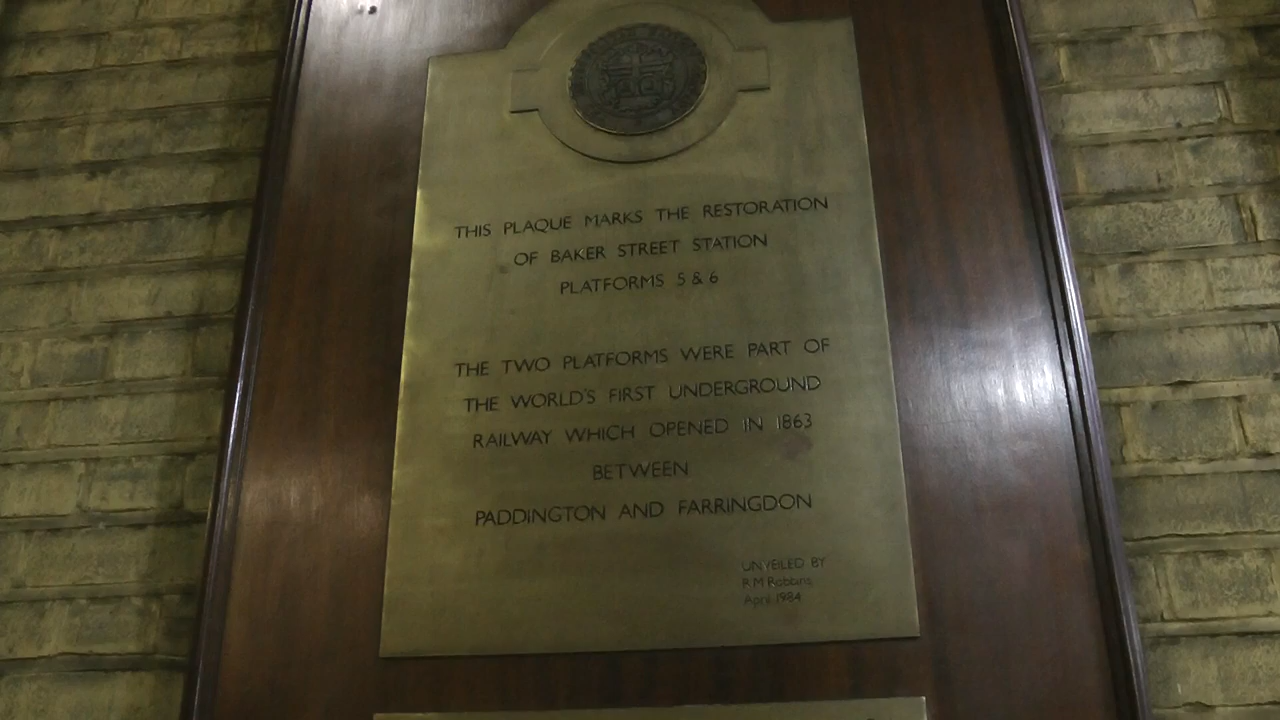 THIS PLAQUE MARKS THE RESTORATION
OF BAKER STREET STATION
PLATFORMS 5 & 6
THE TWO PLATFORMS WERE PART OF
THE WORLD'S FIRST UNDERGROUND
RAILWAY WHICH OPENED IN 1863
BETWEEN
PADDINGTON AND FARRINGDON
UNVEILED BY
R M Robbins
April 1984